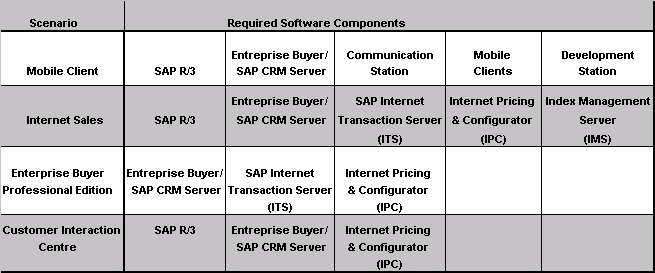 Scenario Required Software Components
Entreprise Buyer/ Communication Mobile Development
Mobile Client SAP R/3 SAP CRM Server Station Clients Station
Entreprise Buyer/ SAP Internet Internet Pricing Index Management
Internet Sales SAP R/3 SAP CRM Server Transaction Server & Configurator Server
(ITS) (IPC) (IMS)
Enterprise Buyer Entreprise Buyer/ SAP Internet Internet Pricing
Professional Edition SAP CRM Server Transaction Server & Configurator
(ITS) (IPC)
Customer Interaction SAP R/3 Entreprise Buyer/ Internet Pricing
Centre SAP CRM Server & Configurator
(IPC)